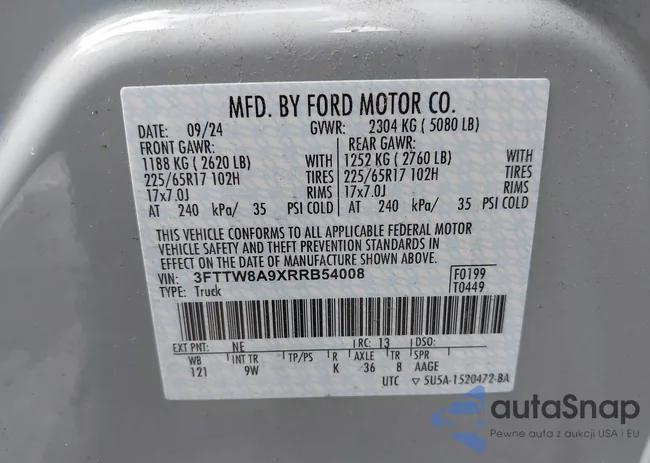 MFD. BY FORD MOTOR CO.
DATE: 09/24 GVWR: 2304 KG ( 5080 LB)
FRONT GAWR: REAR GAWR:
1188 KG ( 2620 LB) WITH 1252 KG ( 2760 LB) WITH
225/65R17 102H TIRES 225/65R17 102H TIRES
17x7.0J RIMS 17x7.0J RIMS
AT 240 kPa/ 35 PSI COLD AT 240 kPa/ 35 PSI COLD
THIS VEHICLE CONFORMS TO ALL APPLICABLE FEDERAL MOTOR
VEHICLE SAFETY AND THEFT PREVENTION STANDARDS IN
EFFECT ON THE DATE OF MANUFACTURE SHOWN ABOVE.
VIN: 3FTTW8A9XRRB54008 F0199
TYPE: Truck T0449
EXT PNT: NE RC: 13 DSO:
WB INT TR TP/PS R AXLE TR SPR
121 9W K 36 8 AAGE
UTC ▽ 5U5A-1520472-BA
autaSnap
Pewne auta z aukcji USA i EU